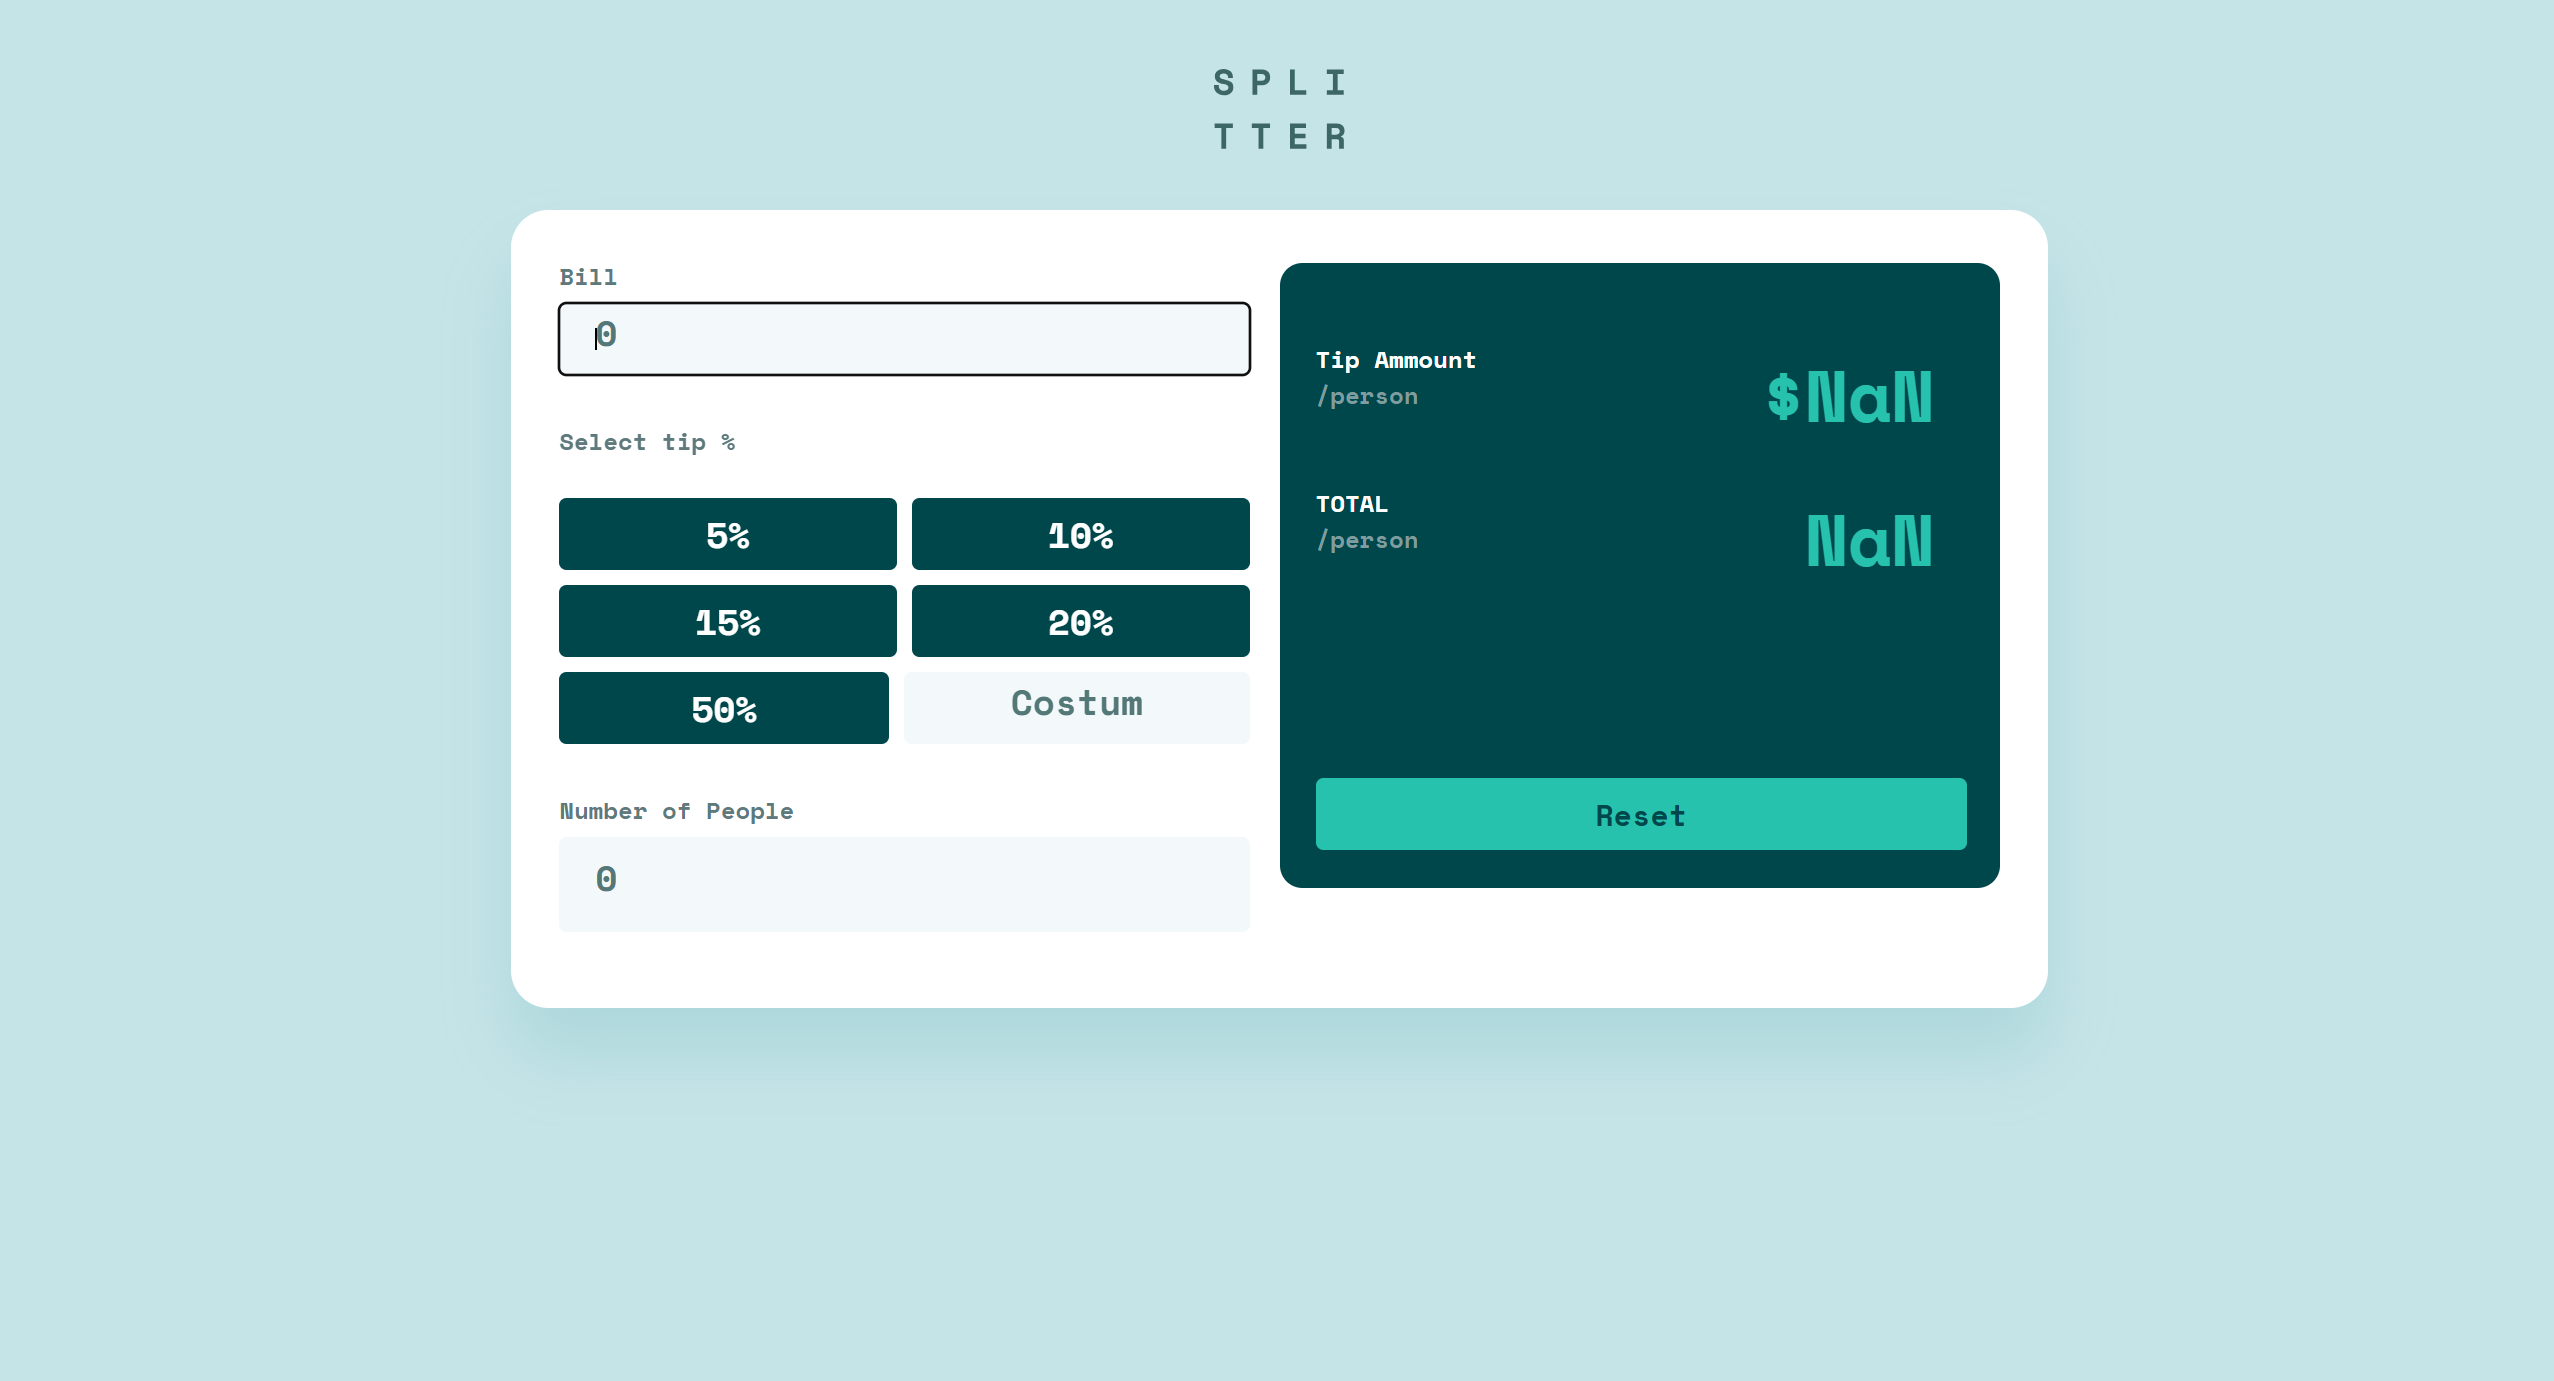 S P L I
T T E R
Bill
0
Select tip %
5%
10%
15%
20%
50%
Costum
Number of People
0
Tip Ammount
/person
$NaN
TOTAL
/person
NaN
Reset